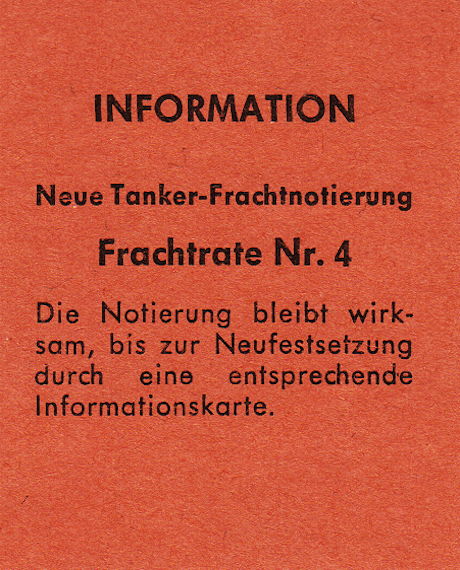 INFORMATION
Neue Tanker-Frachtnotierung
Frachtrate Nr. 4
Die Notierung bleibt wirk-
sam, bis zur Neufestsetzung
durch eine entsprechende
Informationskarte.